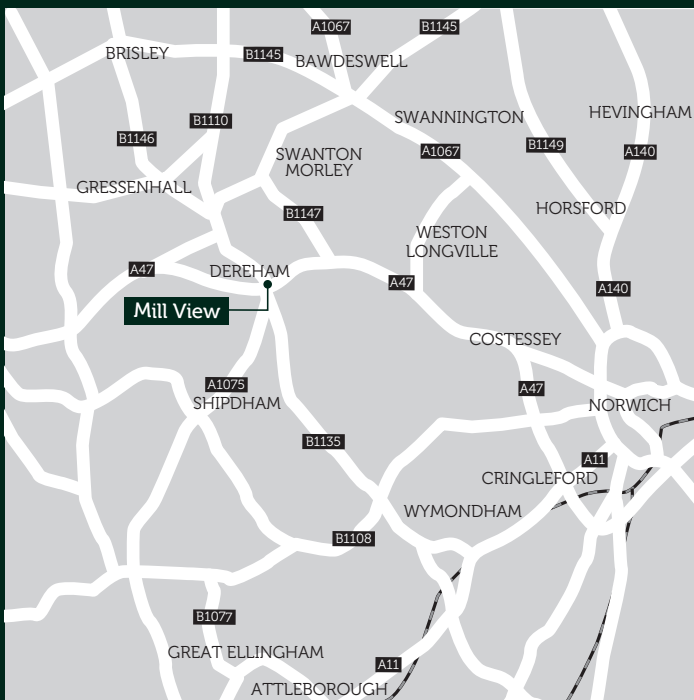 A1067
B1145
BRISLEY
B1145
BAWDESWELL
HEVINGHAM
SWANNINGTON
B1110
B1146
B1149
A140
SWANTON
MORLEY
A1067
GRESSENHALL
B1147
HORSFORD
WESTON
LONGVILLE
A47
DEREHAM
A47
A140
Mill View
COSTESSEY
A1075
A47
SHIPDHAM
NORWICH
B1135
A11
CRINGLEFORD
WYMONDHAM
B1108
B1077
GREAT ELLINGHAM
A11
ATTLEBOROUGH